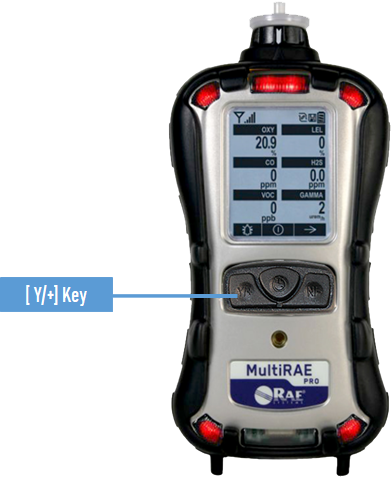 OXY LEL
20.9 0
% %
CO H2S
0 0.0
ppm ppm
VOC GAMMA
0 2
ppb
[ Y/+] Key
Y/+ N/-
MultiRAE
PRO
RAE
SYSTEMS